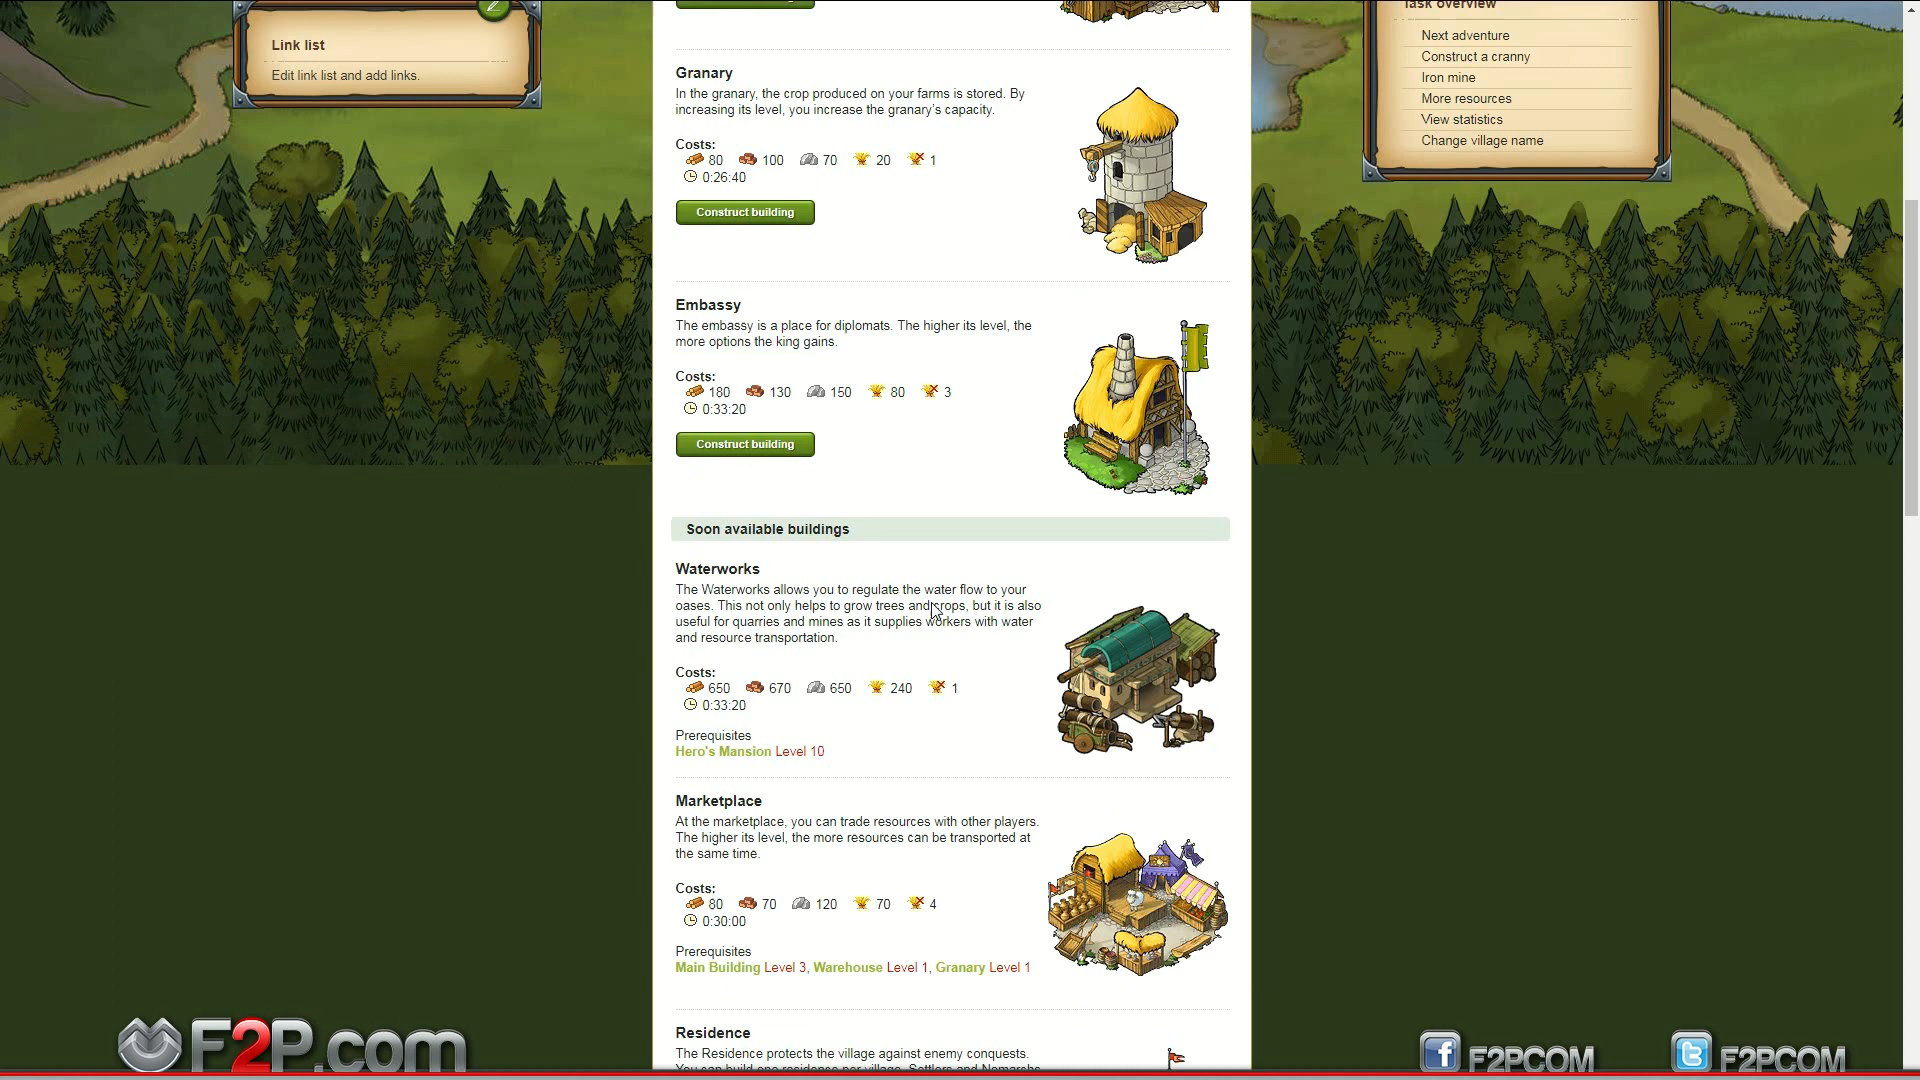 Link list
Edit link list and add links.
Granary
In the granary, the crop produced on your farms is stored. By
increasing its level, you increase the granary's capacity.
Costs:
80 100 70 20 1
0:26:40
Construct building
Embassy
The embassy is a place for diplomats. The higher its level, the
more options the king gains.
Costs:
180 130 150 80 3
0:33:20
Construct building
Soon available buildings
Waterworks
The Waterworks allows you to regulate the water flow to your
oases. This not only helps to grow trees and crops, but it is also
useful for quarries and mines as it supplies workers with water
and resource transportation.
Costs:
650 670 650 240 1
0:33:20
Prerequisites
Hero's Mansion Level 10
Marketplace
At the marketplace, you can trade resources with other players.
The higher its level, the more resources can be transported at
the same time.
Costs:
80 70 120 70 4
0:30:00
Prerequisites
Main Building Level 3, Warehouse Level 1, Granary Level 1
Residence
The Residence protects the village against enemy conquests.
You can build one residence per village. Settlers and Nomarchs
Task overview
Next adventure
Construct a cranny
Iron mine
More resources
View statistics
Change village name
F2P.com
F2PCOM
F2PCOM